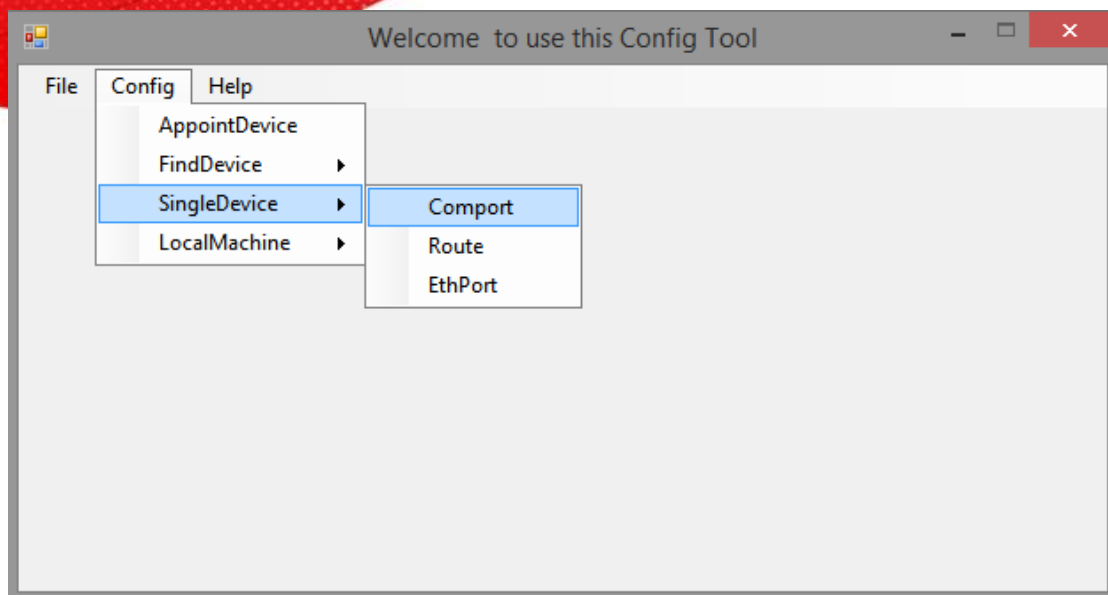 Welcome  to use this Config Tool
File Config Help
AppointDevice
FindDevice
SingleDevice
LocalMachine
Comport
Route
EthPort